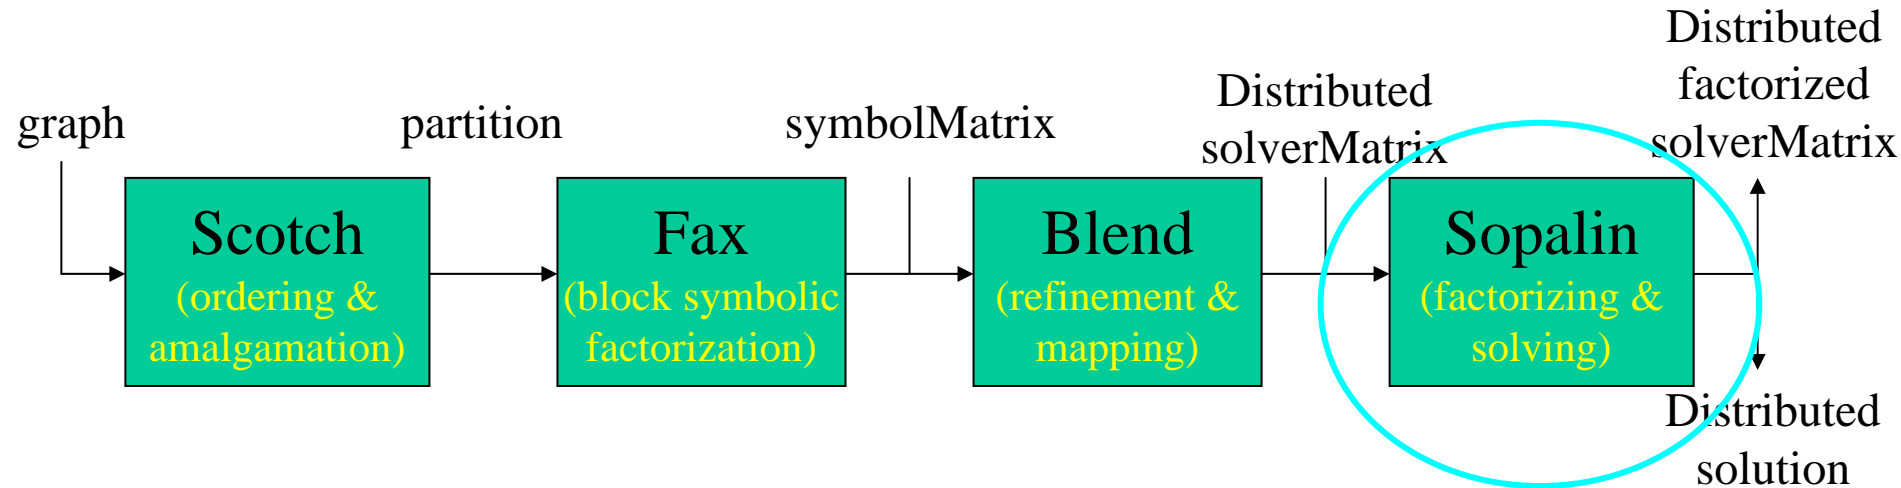 graph
partition
symbolMatrix
Distributed
solverMatrix
Distributed
factorized
solverMatrix
Scotch
(ordering &
amalgamation)
Fax
(block symbolic
factorization)
Blend
(refinement &
mapping)
Sopalin
(factorizing &
solving)
Distributed
solution